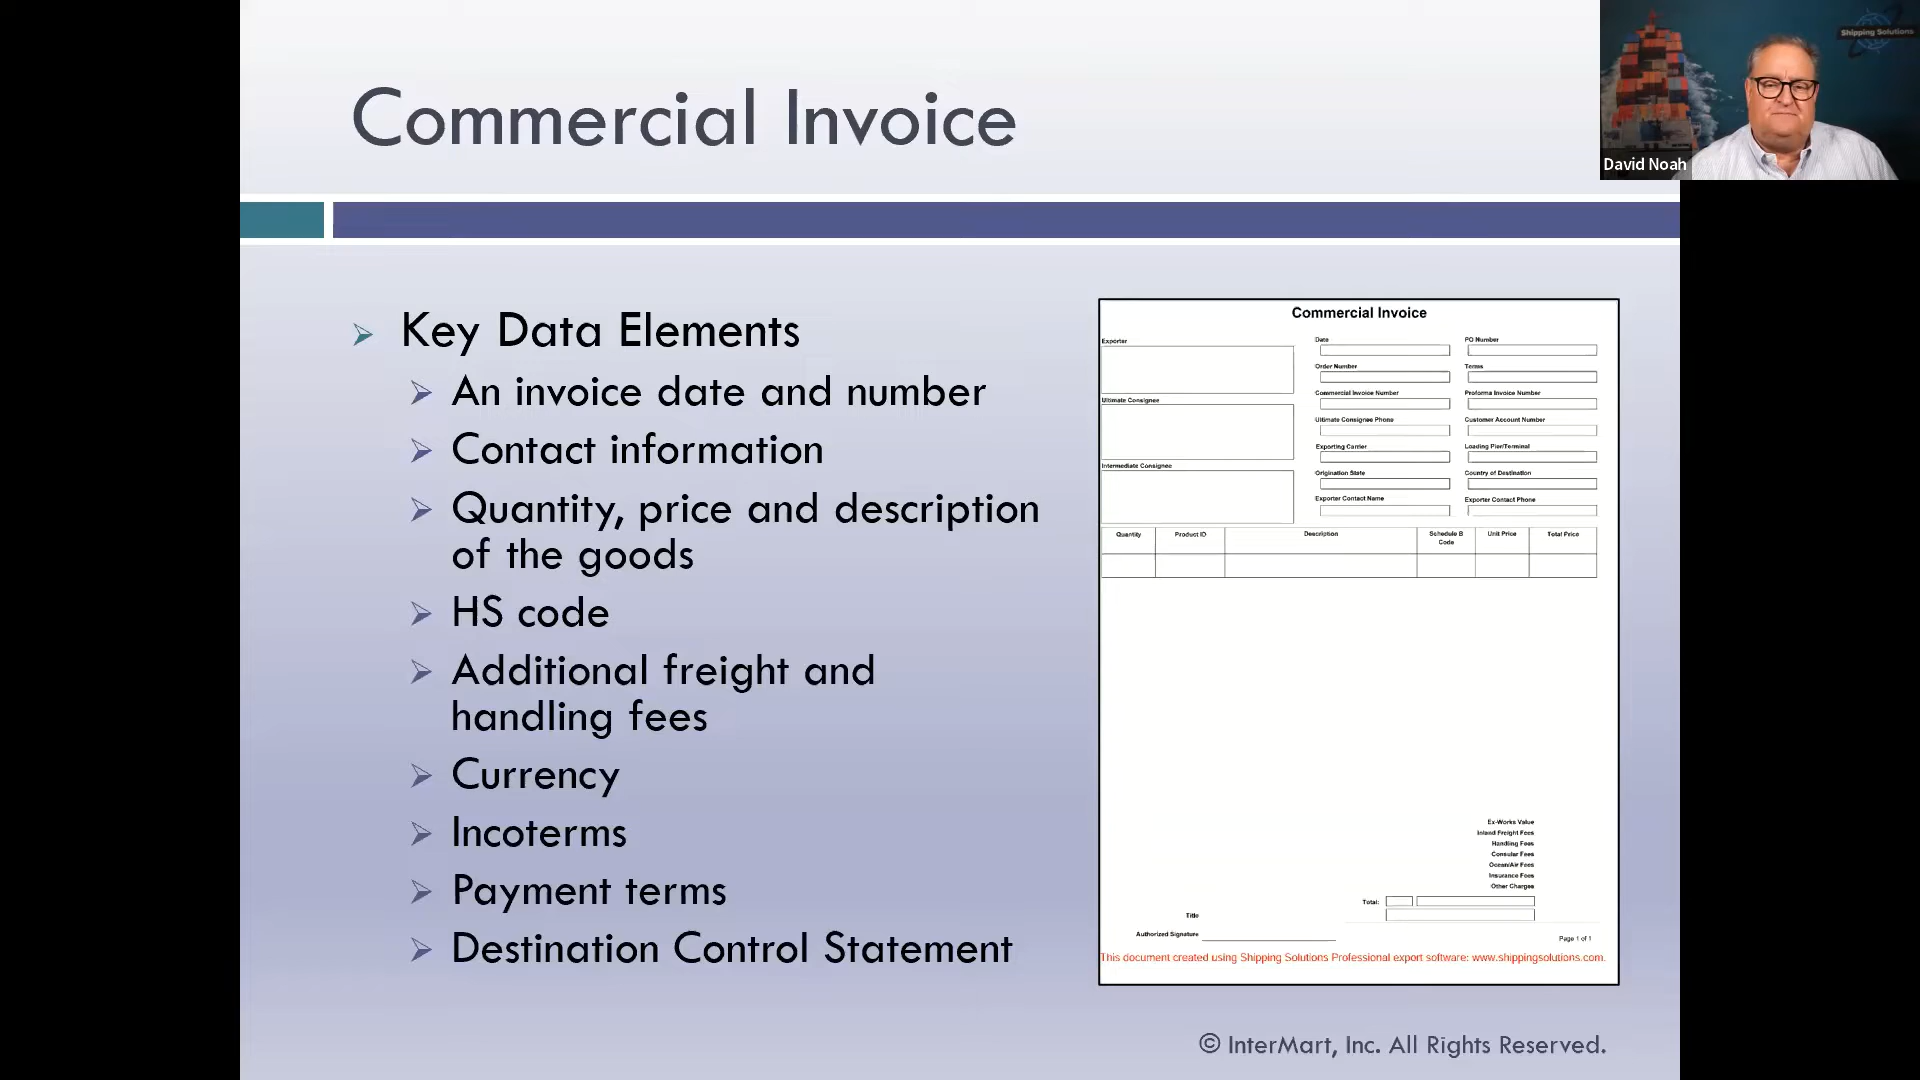 Commercial Invoice
Shipping Solutions
David Noah
Key Data Elements
An invoice date and number
Contact information
Quantity, price and description
of the goods
HS code
Additional freight and
handling fees
Currency
Incoterms
Payment terms
Destination Control Statement
Commercial Invoice
Exporter
Date
PO Number
Order Number
Terms
Commercial Invoice Number
Proforma Invoice Number
Ultimate Consignee
Ultimate Consignee Phone
Customer Account Number
Exporting Carrier
Loading Pier/Terminal
Intermediate Consignee
Origination State
Country of Destination
Exporter Contact Name
Exporter Contact Phone
Quantity
Product ID
Description
Schedule B
Code
Unit Price
Total Price
Ex-Works Value
Inland Freight Fees
Handling Fees
Consular Fees
Ocean/Air Fees
Insurance Fees
Other Charges
Total:
Title
Authorized Signature
Page 1 of 1
This document created using Shipping Solutions Professional export software: www.shippingsolutions.com.
© InterMart, Inc. All Rights Reserved.